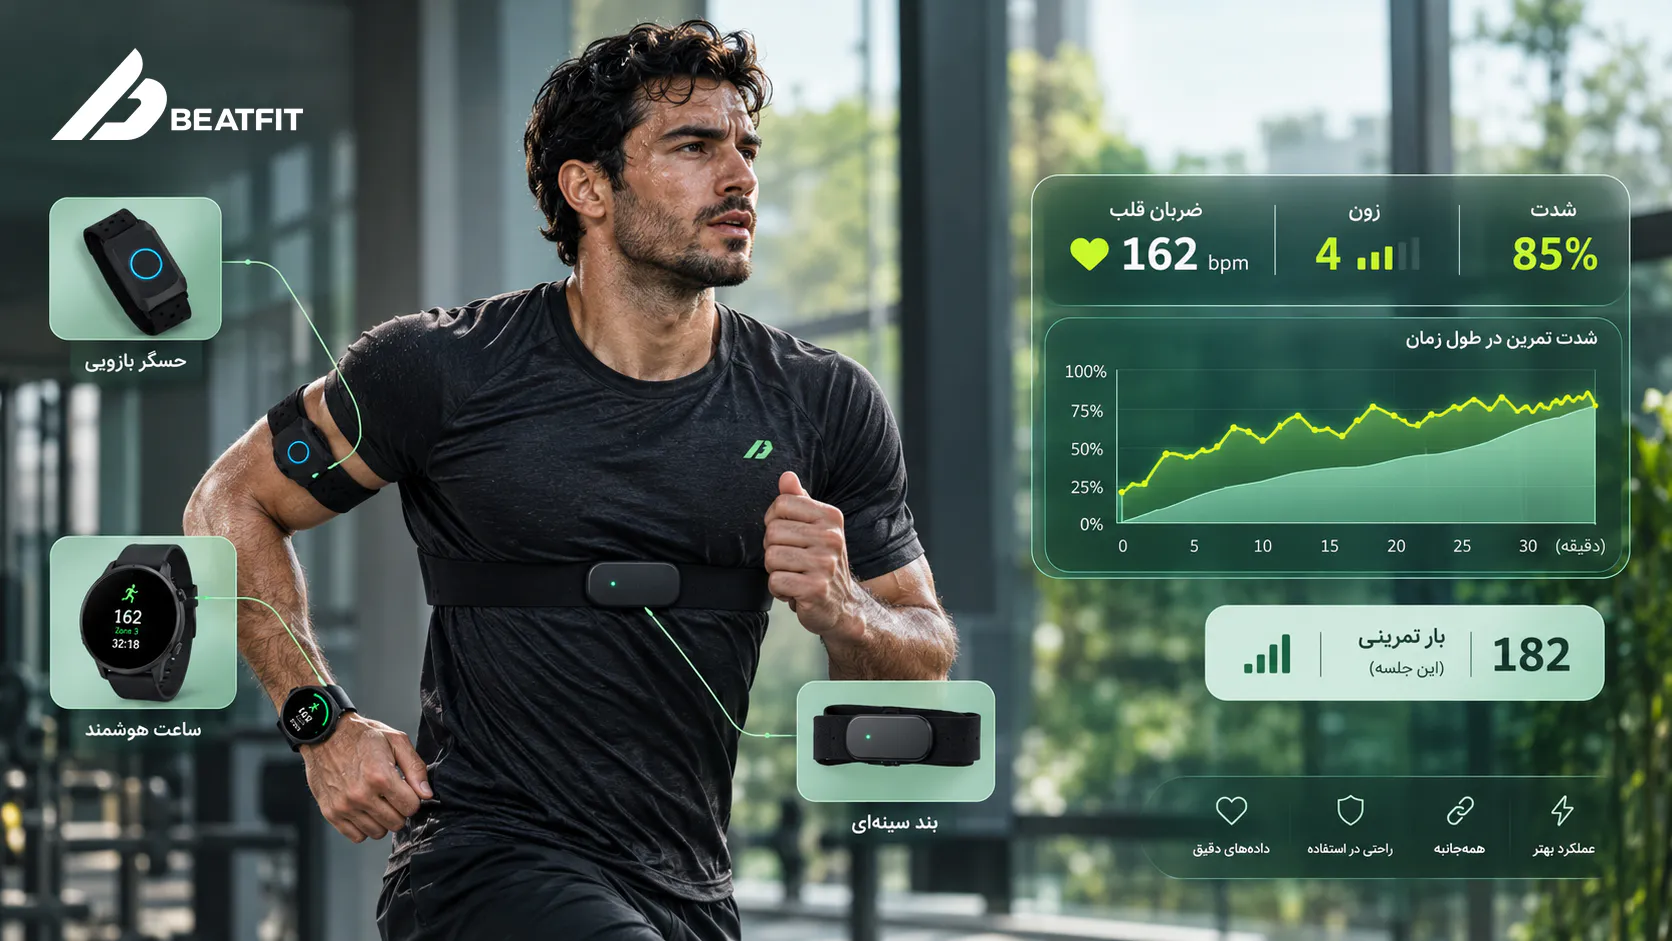 BEATFIT
حسگر بازویی
162
Zone 3
32:18
ساعت هوشمند
بند سینه‌ای
ضربان قلب
162 bpm
زون
4
شدت
85%
شدت تمرین در طول زمان
100%
75%
50%
25%
0%
0 5 10 15 20 25 30 (دقیقه)
182
بار تمرینی
(این جلسه)
عملکرد بهتر
همه‌جانبه
راحتی در استفاده
داده‌های دقیق